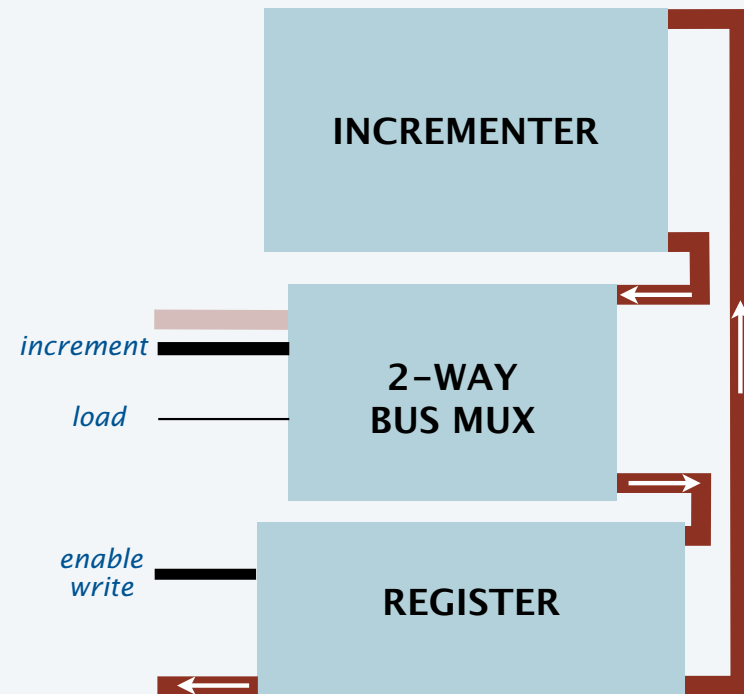 INCREMENTER
increment
2-WAY
BUS MUX
load
enable
write
REGISTER